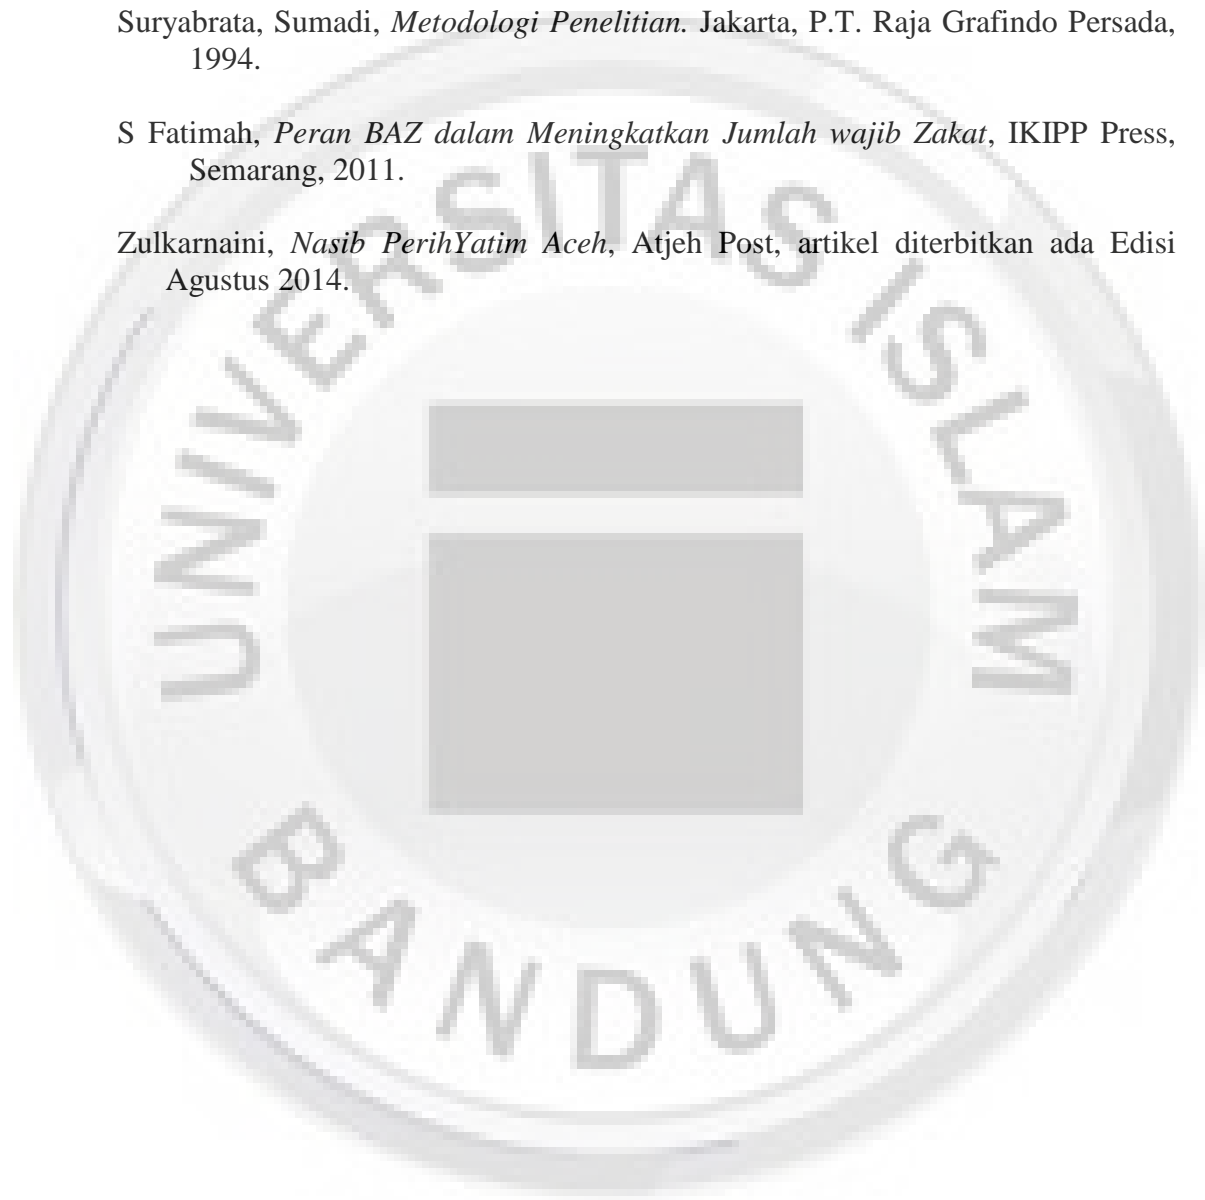 Suryabrata, Sumadi, Metodologi Penelitian. Jakarta, P.T. Raja Grafindo Persada,
1994.
S Fatimah, Peran BAZ dalam Meningkatkan Jumlah wajib Zakat, IKIPP Press,
Semarang, 2011.
Zulkarnaini, Nasib PerihYatim Aceh, Atjeh Post, artikel diterbitkan ada Edisi
Agustus 2014.
UNIVERSITAS ISLAM
BANDUNG